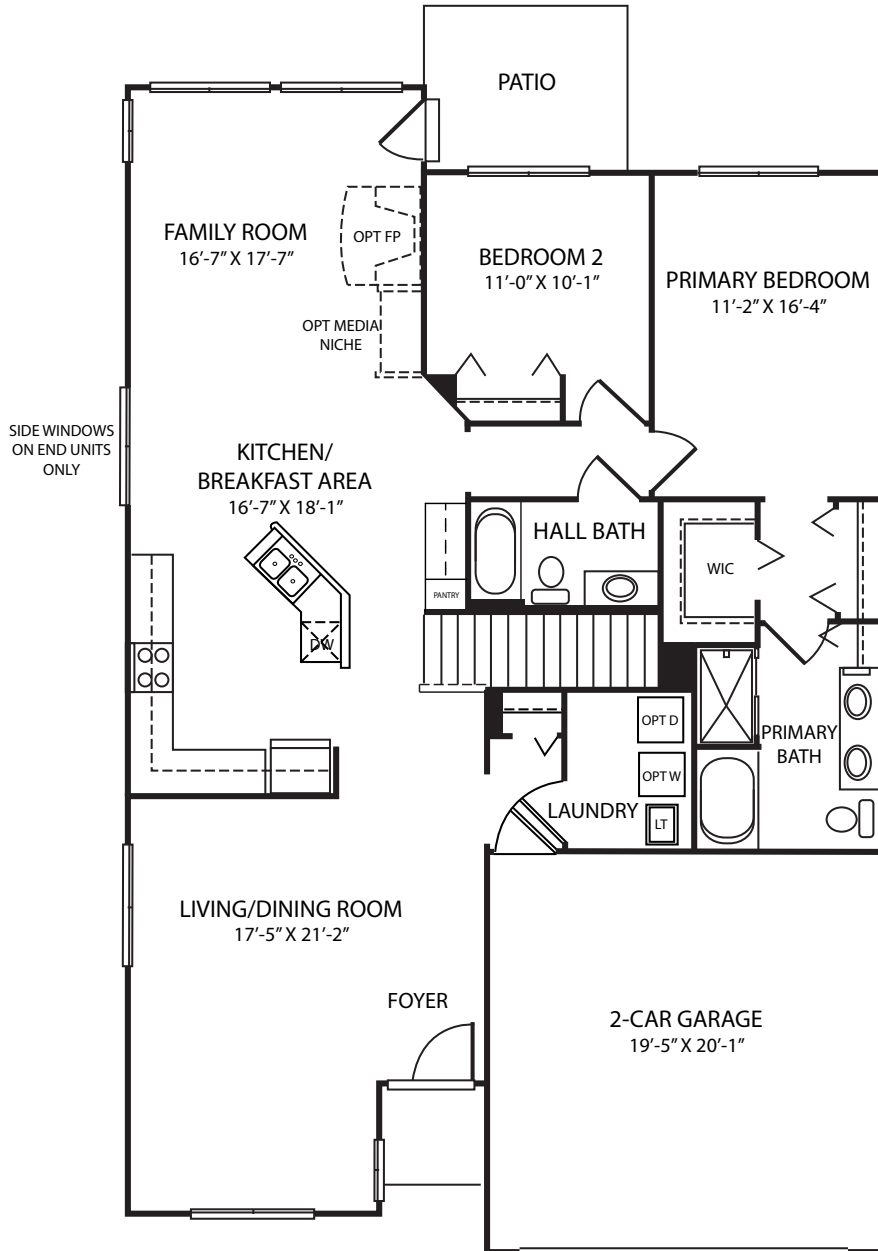 PATIO
FAMILY ROOM
16’-7” X 17’-7”
OPT FP
BEDROOM 2
11’-0” X 10’-1”
PRIMARY BEDROOM
11’-2” X 16’-4”
OPT MEDIA
NICHE
SIDE WINDOWS
ON END UNITS
ONLY
KITCHEN/
BREAKFAST AREA
16’-7” X 18’-1”
HALL BATH
WIC
PANTRY
DW
OPT D
PRIMARY
BATH
OPT W
LAUNDRY
LT
LIVING/DINING ROOM
17’-5” X 21’-2”
FOYER
2-CAR GARAGE
19’-5” X 20’-1”